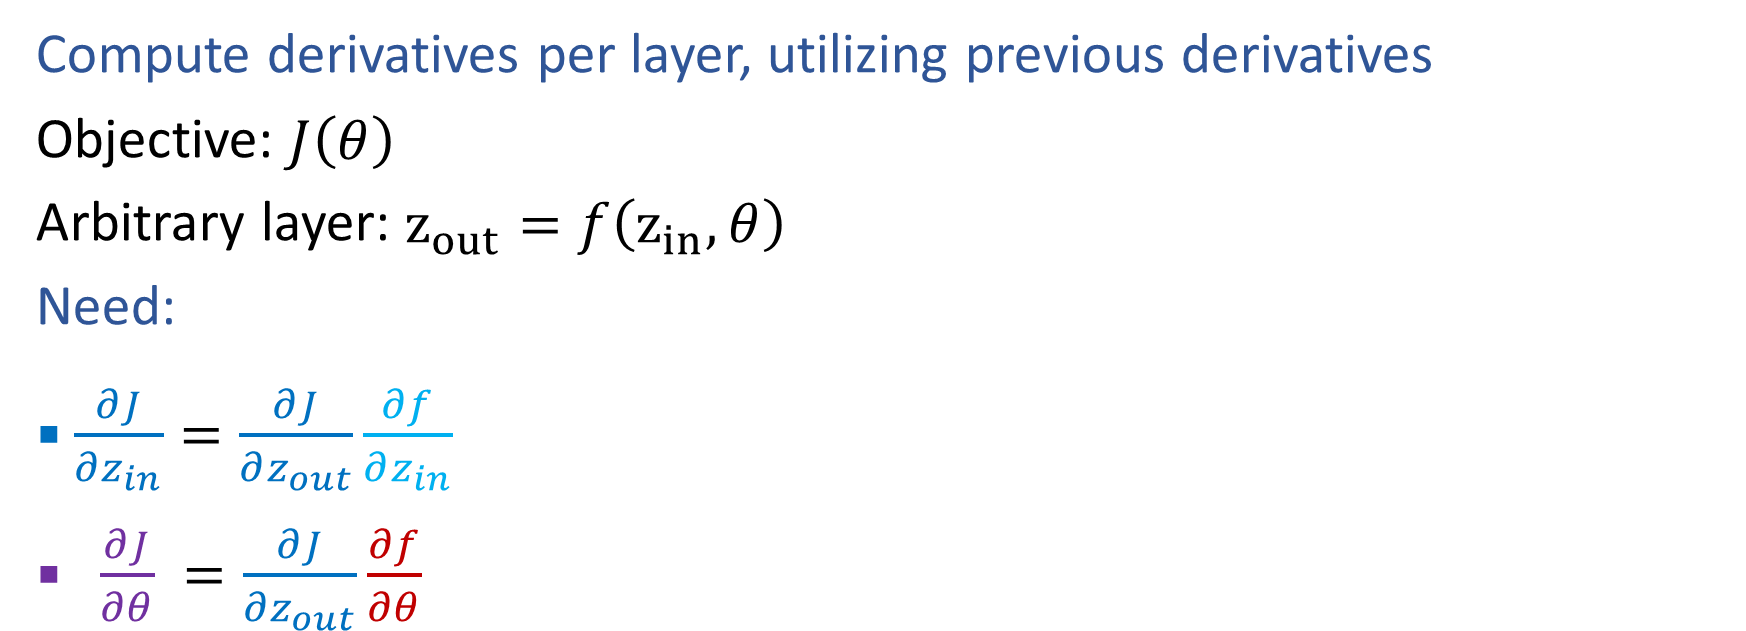 Compute derivatives per layer, utilizing previous derivatives
Objective: J(θ)
Arbitrary layer: z_out = f(z_in, θ)
Need:
▪ ∂J/∂z_in = ∂J/∂z_out ∂f/∂z_in
▪ ∂J/∂θ = ∂J/∂z_out ∂f/∂θ